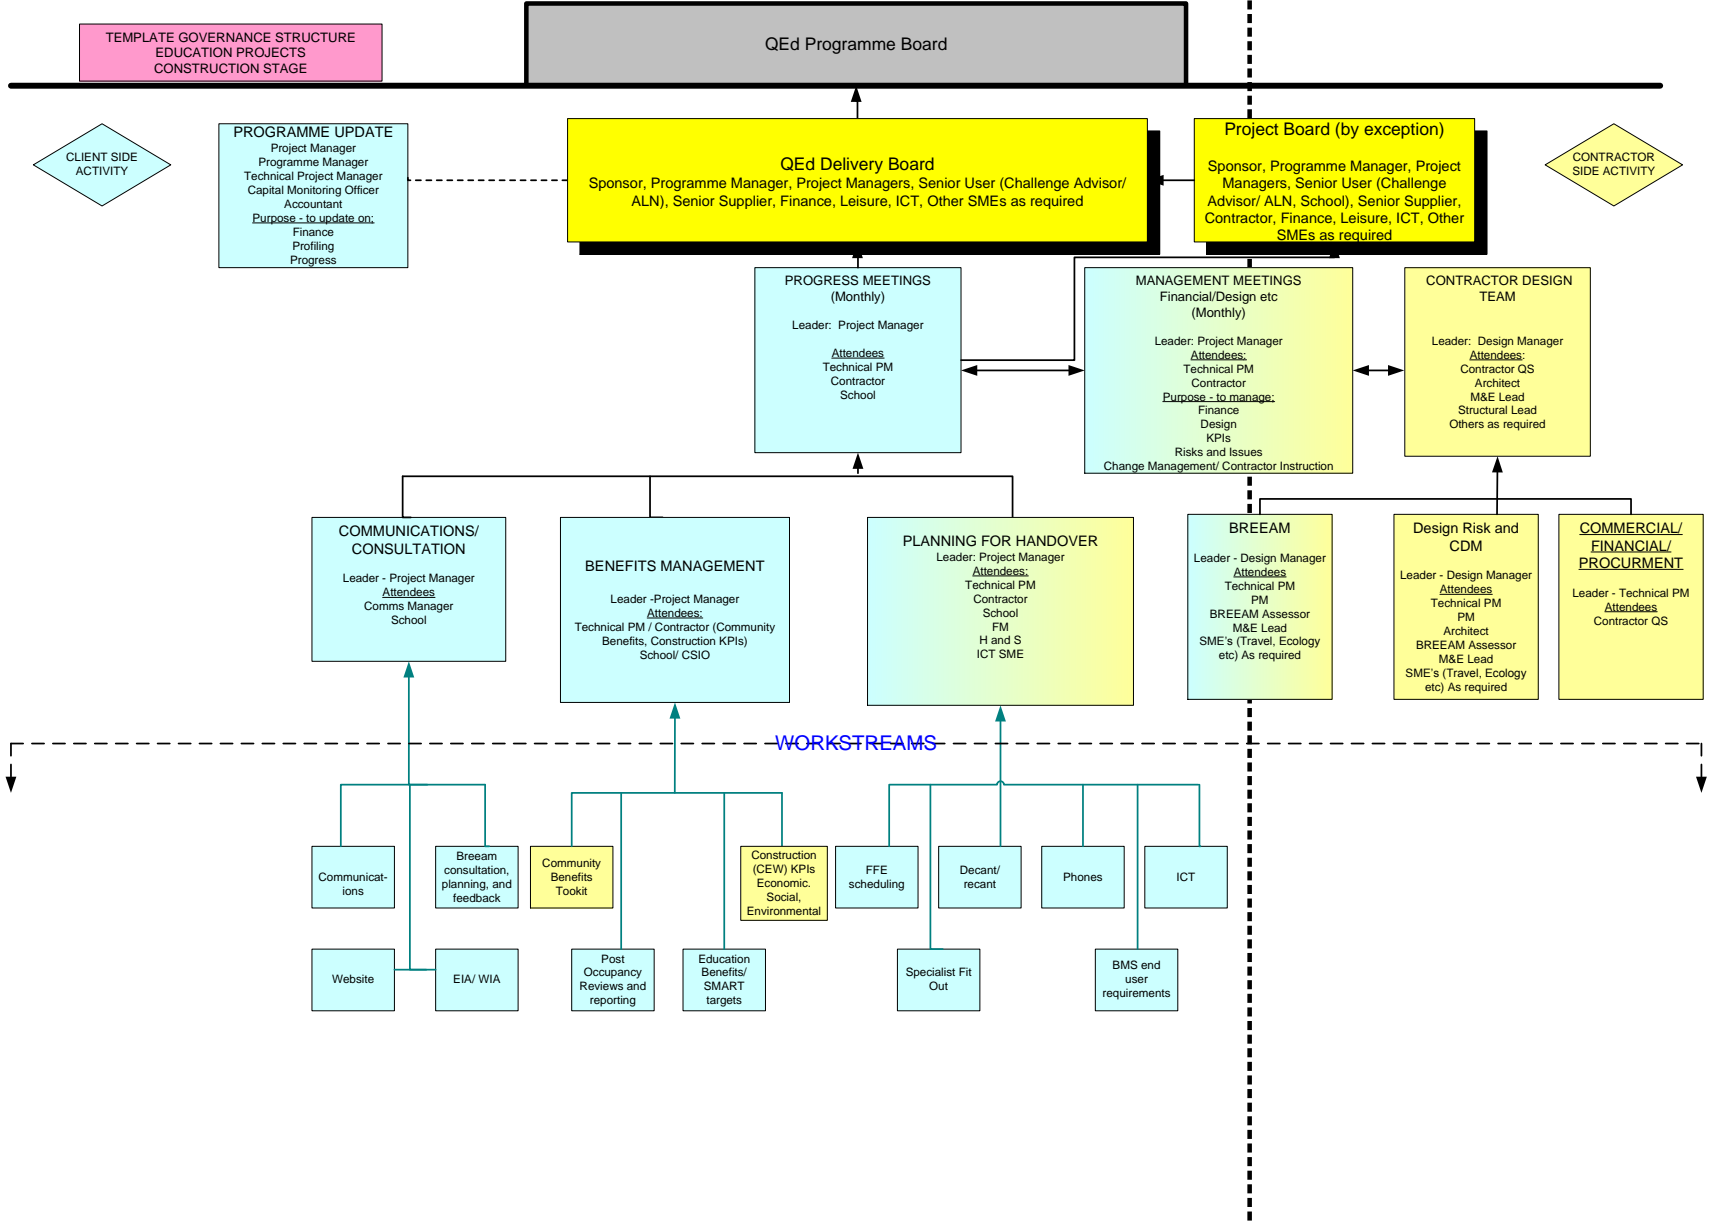 TEMPLATE GOVERNANCE STRUCTURE
EDUCATION PROJECTS
CONSTRUCTION STAGE
QEd Programme Board
CLIENT SIDE
ACTIVITY
PROGRAMME UPDATE
Project Manager
Programme Manager
Technical Project Manager
Capital Monitoring Officer
Accountant
Purpose - to update on:
Finance
Profiling
Progress
QEd Delivery Board
Sponsor, Programme Manager, Project Managers, Senior User (Challenge Advisor/
ALN), Senior Supplier, Finance, Leisure, ICT, Other SMEs as required
Project Board (by exception)
Sponsor, Programme Manager, Project
Managers, Senior User (Challenge
Advisor/ ALN, School), Senior Supplier,
Contractor, Finance, Leisure, ICT, Other
SMEs as required
CONTRACTOR
SIDE ACTIVITY
PROGRESS MEETINGS
(Monthly)
Leader:  Project Manager
Attendees
Technical PM
Contractor
School
MANAGEMENT MEETINGS
Financial/Design etc
(Monthly)
Leader: Project Manager
Attendees:
Technical PM
Contractor
Purpose - to manage:
Finance
Design
KPIs
Risks and Issues
Change Management/ Contractor Instruction
CONTRACTOR DESIGN
TEAM
Leader:  Design Manager
Attendees:
Contractor QS
Architect
M&E Lead
Structural Lead
Others as required
COMMUNICATIONS/
CONSULTATION
Leader - Project Manager
Attendees
Comms Manager
School
BENEFITS MANAGEMENT
Leader -Project Manager
Attendees:
Technical PM / Contractor (Community
Benefits, Construction KPIs)
School/ CSIO
PLANNING FOR HANDOVER
Leader: Project Manager
Attendees:
Technical PM
Contractor
School
FM
H and S
ICT SME
BREEAM
Leader - Design Manager
Attendees
Technical PM
PM
BREEAM Assessor
M&E Lead
SME's (Travel, Ecology
etc) As required
Design Risk and
CDM
Leader - Design Manager
Attendees
Technical PM
PM
Architect
BREEAM Assessor
M&E Lead
SME's (Travel, Ecology
etc) As required
COMMERCIAL/
FINANCIAL/
PROCURMENT
Leader - Technical PM
Attendees
Contractor QS
WORKSTREAMS
Communicat-
ions
Breeam
consultation,
planning, and
feedback
Community
Benefits
Tookit
Construction
(CEW) KPIs
Economic.
Social,
Environmental
FFE
scheduling
Decant/
recant
Phones
ICT
Website
EIA/ WIA
Post
Occupancy
Reviews and
reporting
Education
Benefits/
SMART
targets
Specialist Fit
Out
BMS end
user
requirements